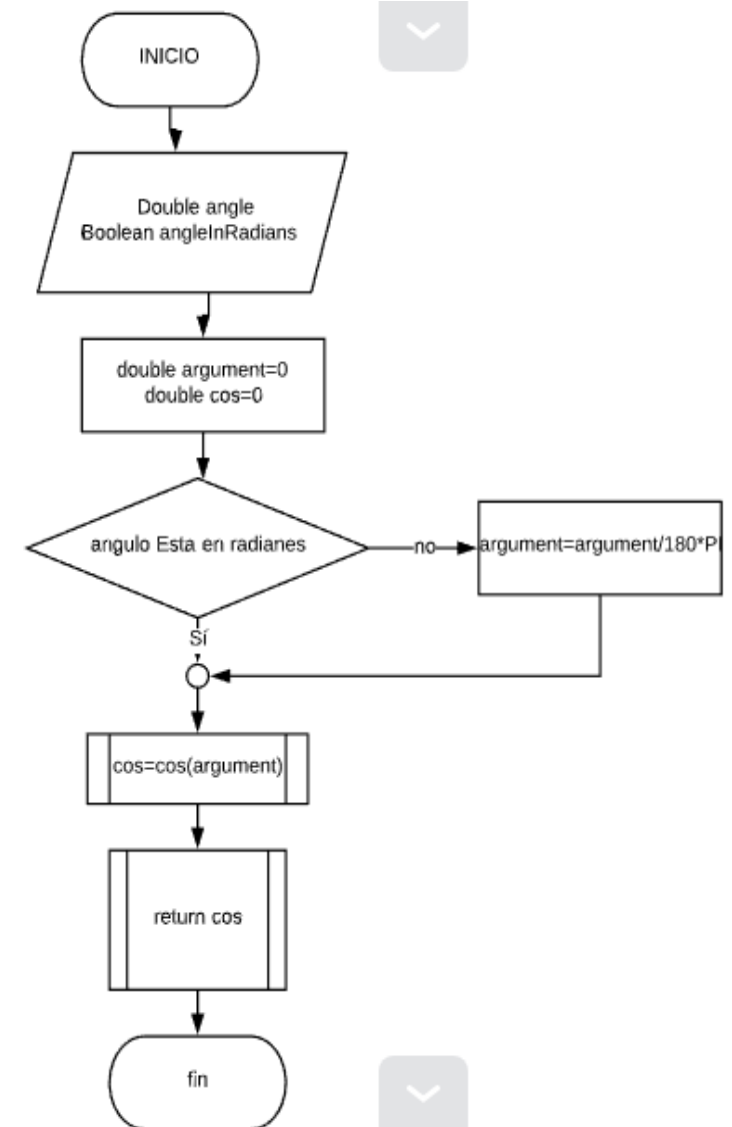 INICIO
Double angle
Boolean angleInRadians
double argument=0
double cos=0
angulo Esta en radianes
no
argument=argument/180*PI
Sí
cos=cos(argument)
return cos
fin